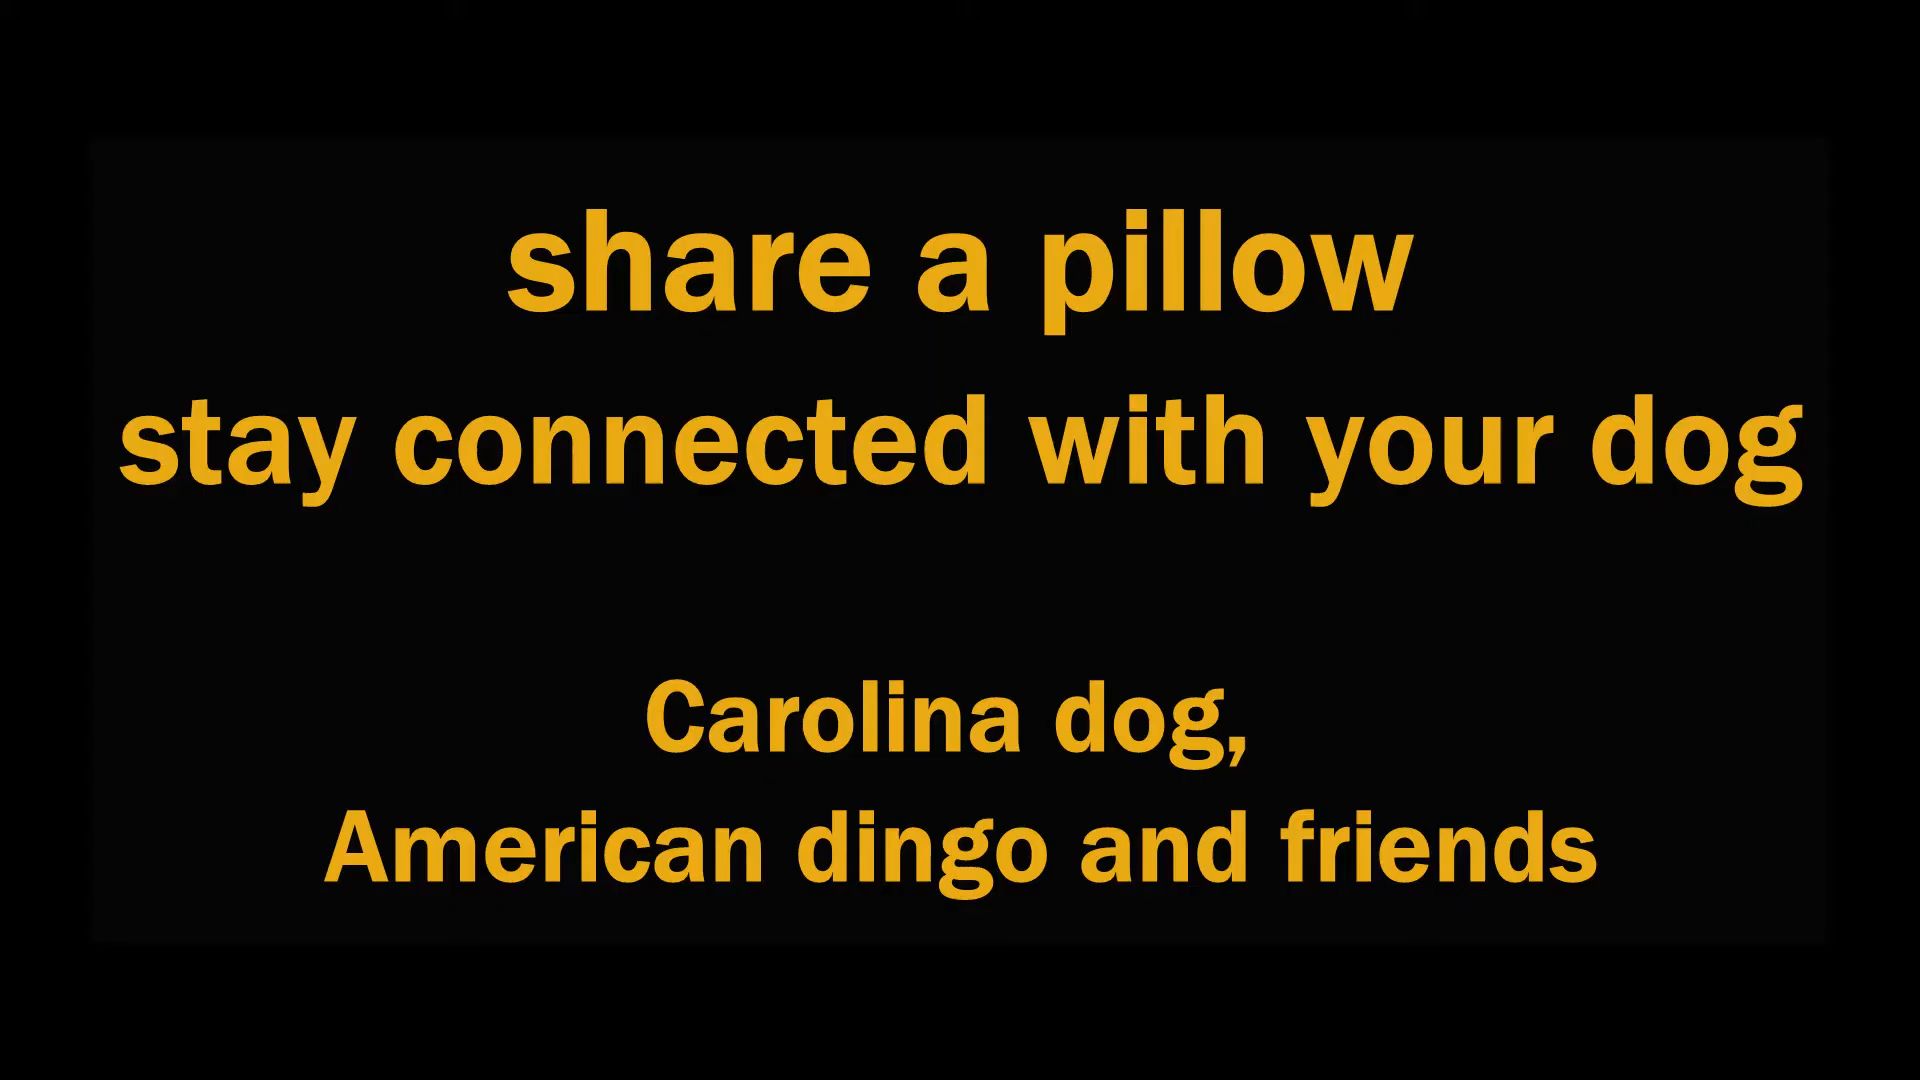 share a pillow
stay connected with your dog
Carolina dog,
American dingo and friends